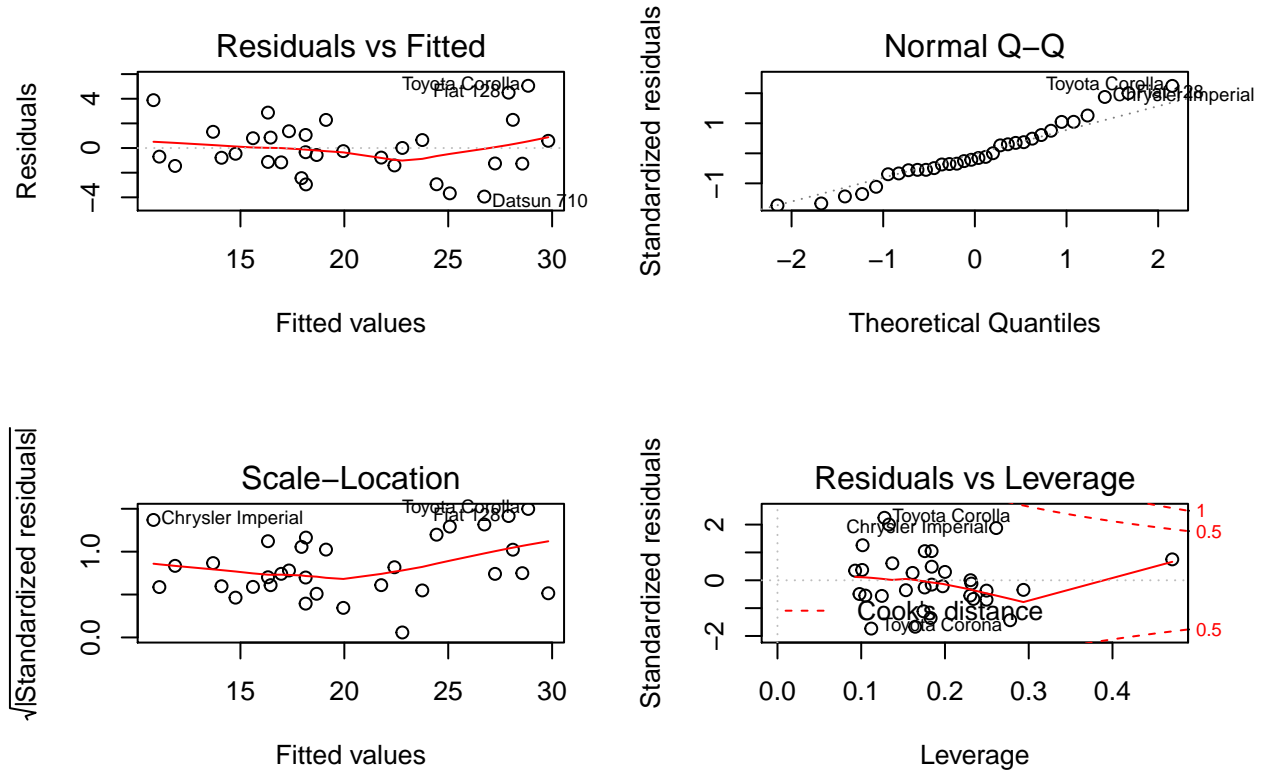 Residuals vs Fitted
Residuals
4
0
−4
Toyota Corolla
Fiat 128
Datsun 710
15 20 25 30
Fitted values
Normal Q−Q
Standardized residuals
1
−1
Toyota Corolla
Fiat 128
Chrysler Imperial
−2 −1 0 1 2
Theoretical Quantiles
Scale−Location
√|Standardized residuals|
1.0
0.0
Toyota Corolla
Fiat 128
Chrysler Imperial
15 20 25 30
Fitted values
Residuals vs Leverage
Standardized residuals
2
0
−2
Toyota Corolla
Chrysler Imperial
Cook's distance
Toyota Corona
1
0.5
0.5
0.0 0.1 0.2 0.3 0.4
Leverage